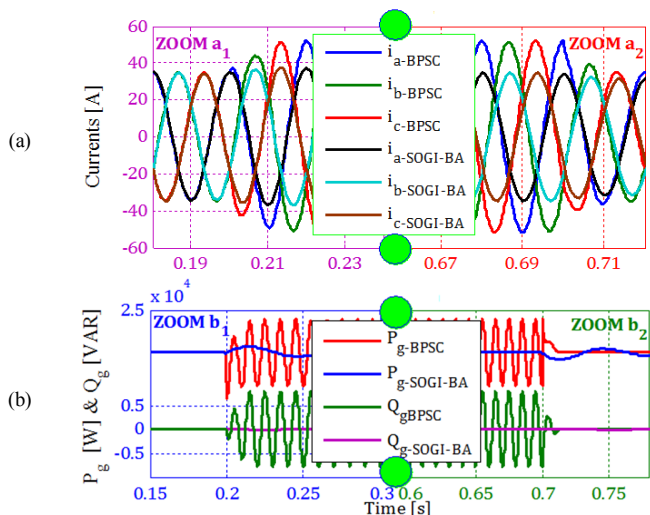 (a)
ZOOM a1
ZOOM a2
Currents [A]
60
40
20
0
-20
-40
-60
ia-BPSC
ib-BPSC
ic-BPSC
ia-SOGI-BA
ib-SOGI-BA
ic-SOGI-BA
0.19
0.21
0.23
0.67
0.69
0.71
(b)
x 10^4
2.5
ZOOM b1
ZOOM b2
Pg [W] & Qg [VAR]
0.5
0
-0.5
Pg-BPSC
Pg-SOGI-BA
QgBPSC
Qg-SOGI-BA
0.15
0.2
0.25
0.3
0.6
0.65
0.7
0.75
Time [s]